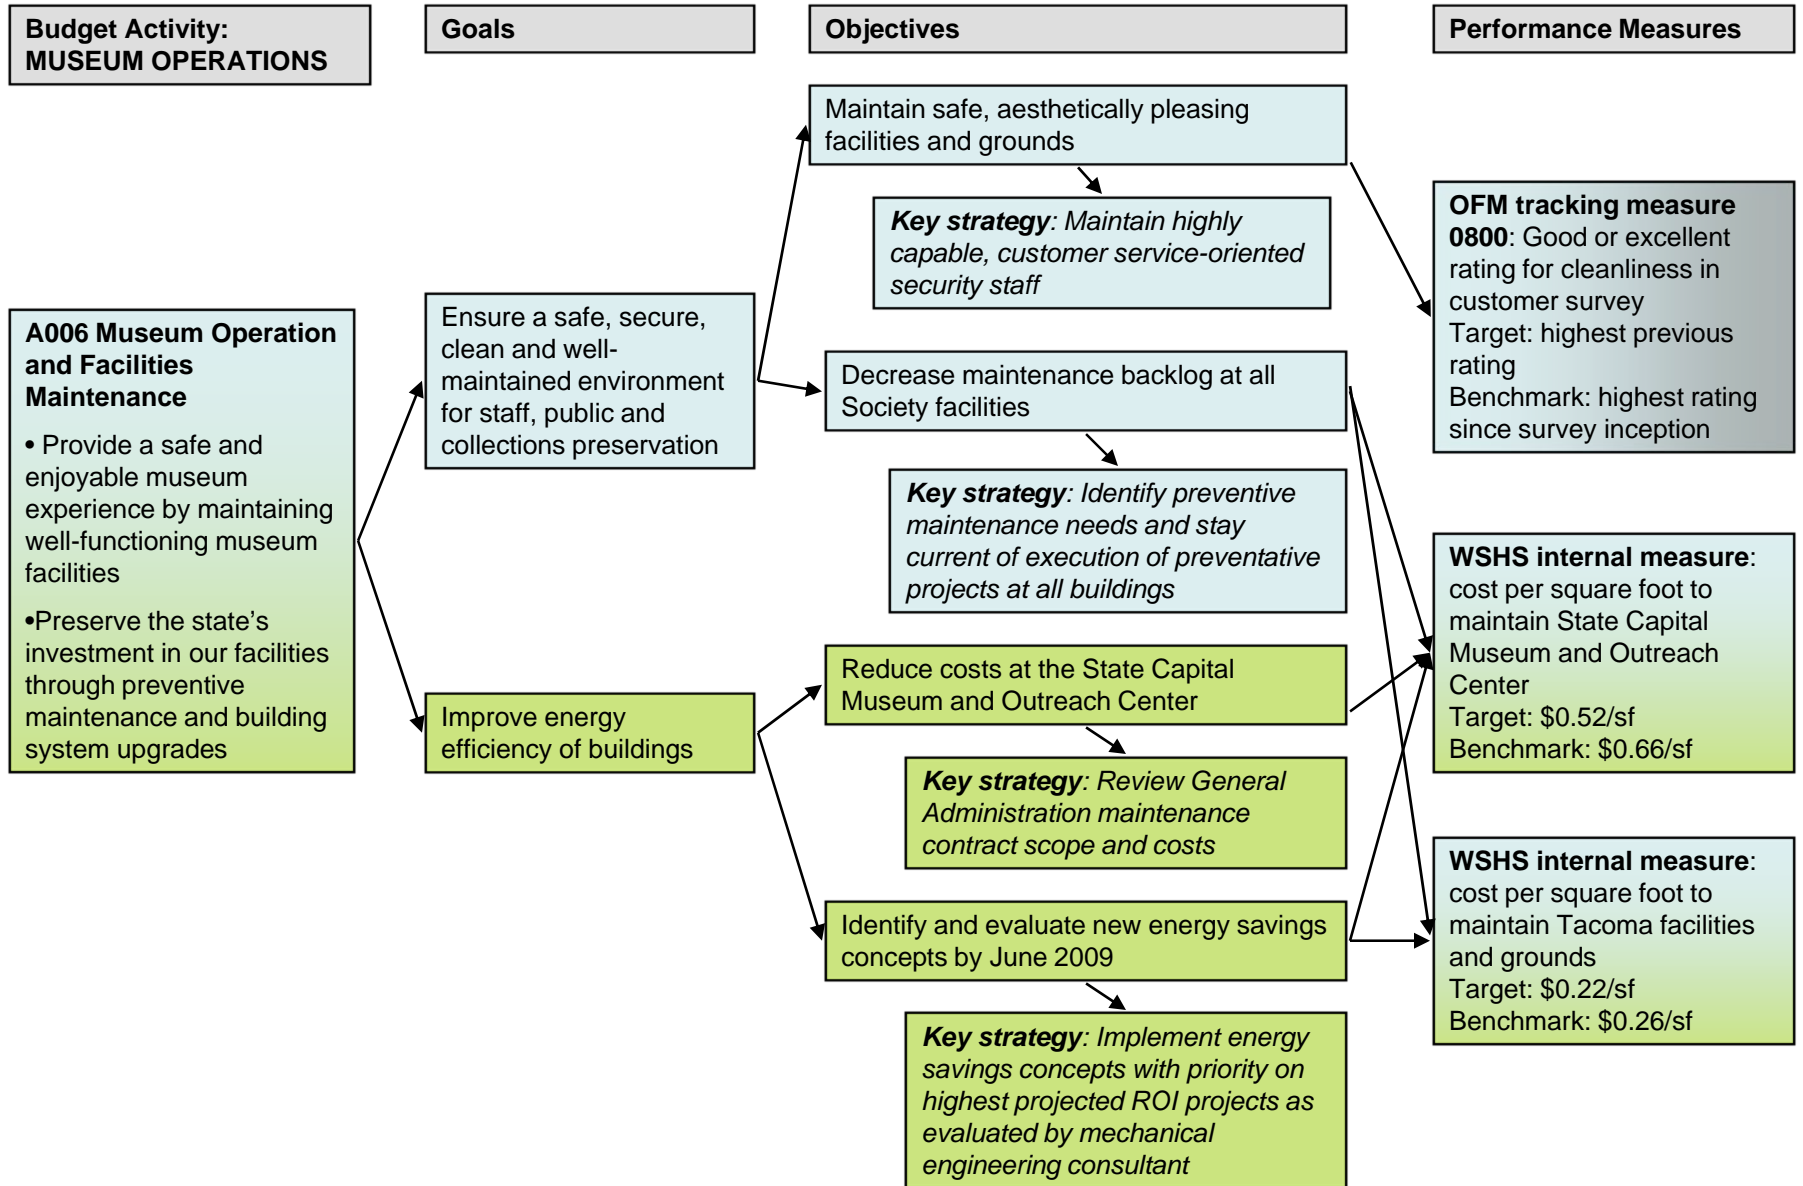 Budget Activity:
MUSEUM OPERATIONS
Goals
Objectives
Performance Measures
A006 Museum Operation
and Facilities
Maintenance
• Provide a safe and
enjoyable museum
experience by maintaining
well-functioning museum
facilities
•Preserve the state's
investment in our facilities
through preventive
maintenance and building
system upgrades
Ensure a safe, secure,
clean and well-
maintained environment
for staff, public and
collections preservation
Improve energy
efficiency of buildings
Maintain safe, aesthetically pleasing
facilities and grounds
Key strategy: Maintain highly
capable, customer service-oriented
security staff
Decrease maintenance backlog at all
Society facilities
Key strategy: Identify preventive
maintenance needs and stay
current of execution of preventative
projects at all buildings
Reduce costs at the State Capital
Museum and Outreach Center
Key strategy: Review General
Administration maintenance
contract scope and costs
Identify and evaluate new energy savings
concepts by June 2009
Key strategy: Implement energy
savings concepts with priority on
highest projected ROI projects as
evaluated by mechanical
engineering consultant
OFM tracking measure
0800: Good or excellent
rating for cleanliness in
customer survey
Target: highest previous
rating
Benchmark: highest rating
since survey inception
WSHS internal measure:
cost per square foot to
maintain State Capital
Museum and Outreach
Center
Target: $0.52/sf
Benchmark: $0.66/sf
WSHS internal measure:
cost per square foot to
maintain Tacoma facilities
and grounds
Target: $0.22/sf
Benchmark: $0.26/sf